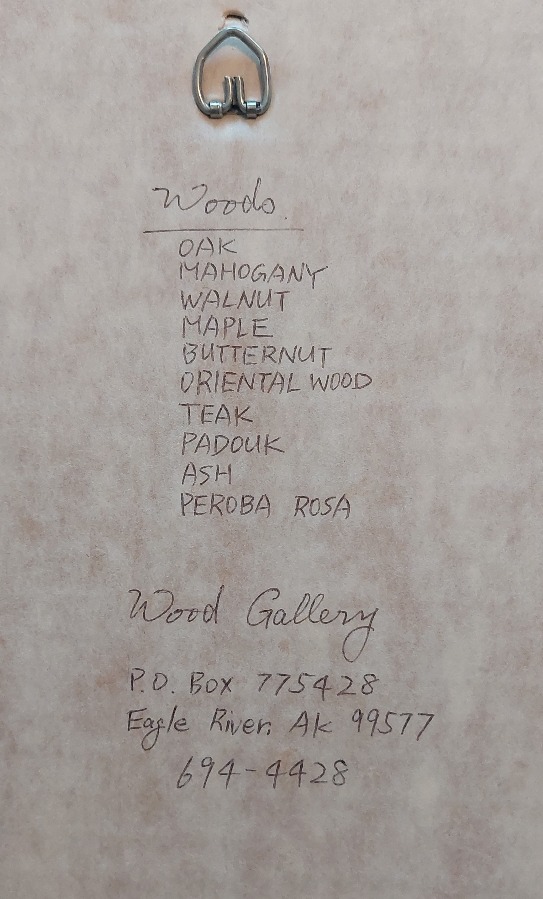 Woods.
OAK
MAHOGANY
WALNUT
MAPLE
BUTTERNUT
ORIENTAL WOOD
TEAK
PADOUK
ASH
PEROBA ROSA
Wood Gallery
P.O. Box 775428
Eagle River, Ak 99577
694-4428